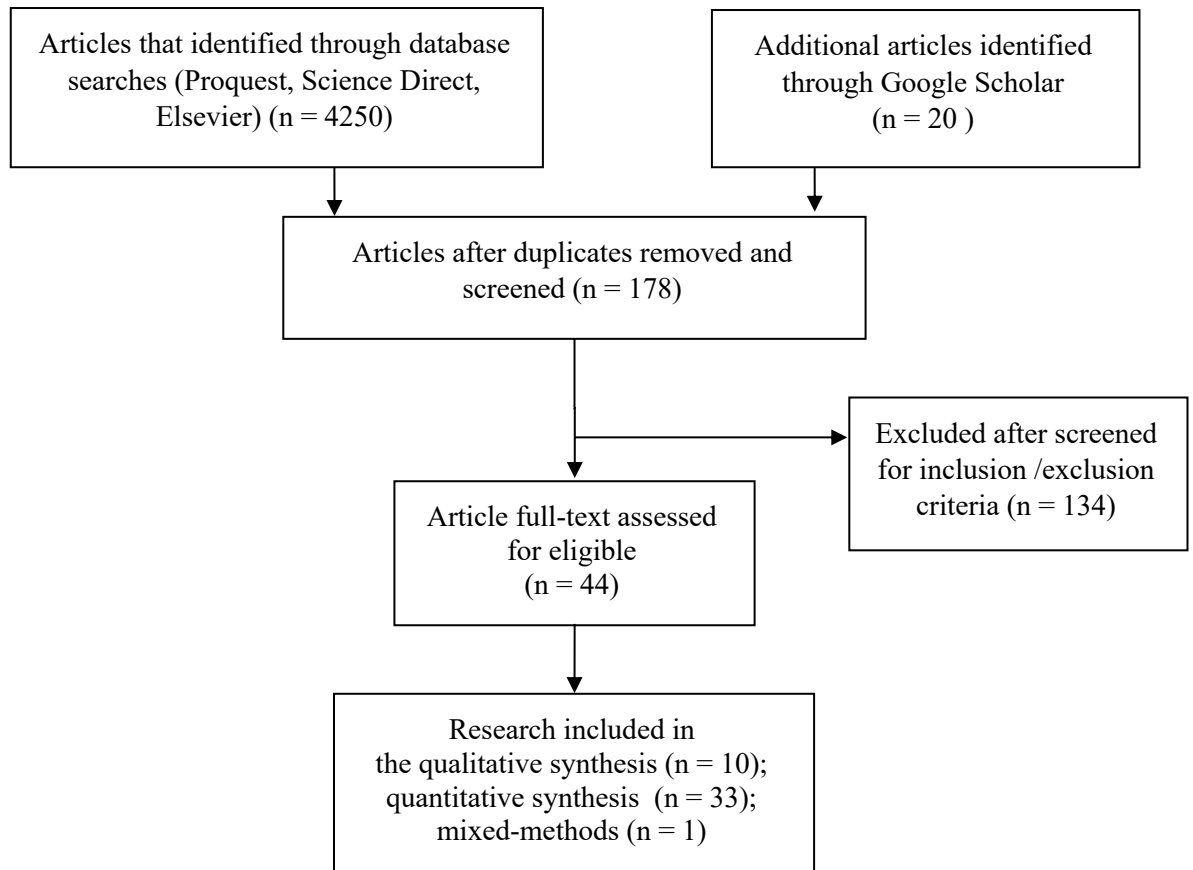 Articles that identified through database
searches (Proquest, Science Direct,
Elsevier) (n = 4250)
Additional articles identified
through Google Scholar
(n = 20 )
Articles after duplicates removed and
screened (n = 178)
Excluded after screened
for inclusion /exclusion
criteria (n = 134)
Article full-text assessed
for eligible
(n = 44)
Research included in
the qualitative synthesis (n = 10);
quantitative synthesis (n = 33);
mixed-methods (n = 1)